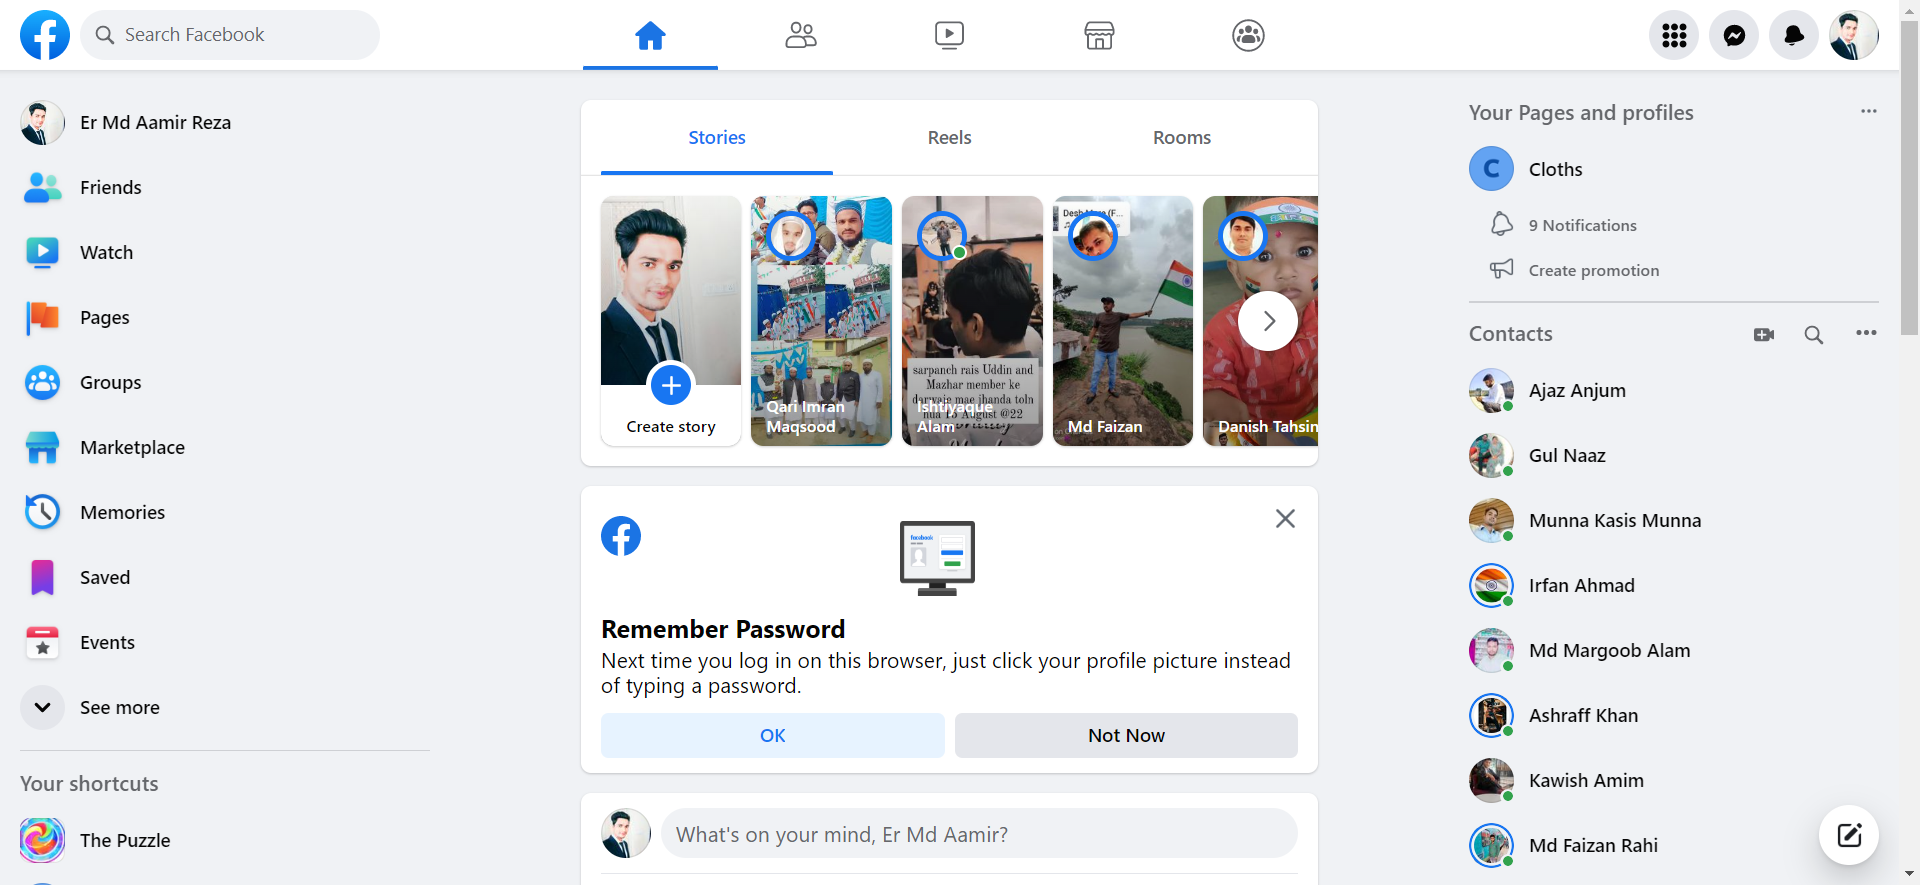 Search Facebook
Er Md Aamir Reza
Friends
Watch
Pages
Groups
Marketplace
Memories
Saved
Events
See more
Your shortcuts
The Puzzle
Stories
Reels
Rooms
Create story
Qari Imran
Maqsood
sarpanch rais Uddin and
Mazhar member ke
darwaje mae jhanda toln
hua 15 August @22
Ishtiyaque
Alam
Md Faizan
Danish Tahsin
facebook
Remember Password
Next time you log in on this browser, just click your profile picture instead
of typing a password.
OK
Not Now
What's on your mind, Er Md Aamir?
Your Pages and profiles
C
Cloths
9 Notifications
Create promotion
Contacts
Ajaz Anjum
Gul Naaz
Munna Kasis Munna
Irfan Ahmad
Md Margoob Alam
Ashraff Khan
Kawish Amim
Md Faizan Rahi